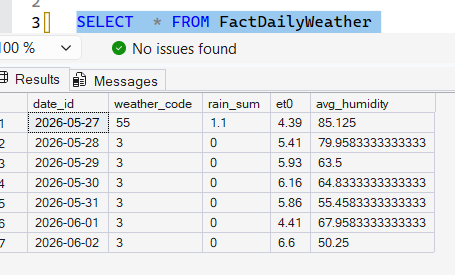 2
3 SELECT * FROM FactDailyWeather
00 % No issues found
Results Messages
date_id weather_code rain_sum et0 avg_humidity
1 2026-05-27 55 1.1 4.39 85.125
2 2026-05-28 3 0 5.41 79.9583333333333
3 2026-05-29 3 0 5.93 63.5
4 2026-05-30 3 0 6.16 64.8333333333333
5 2026-05-31 3 0 5.86 55.4583333333333
6 2026-06-01 3 0 4.41 67.9583333333333
7 2026-06-02 3 0 6.6 50.25